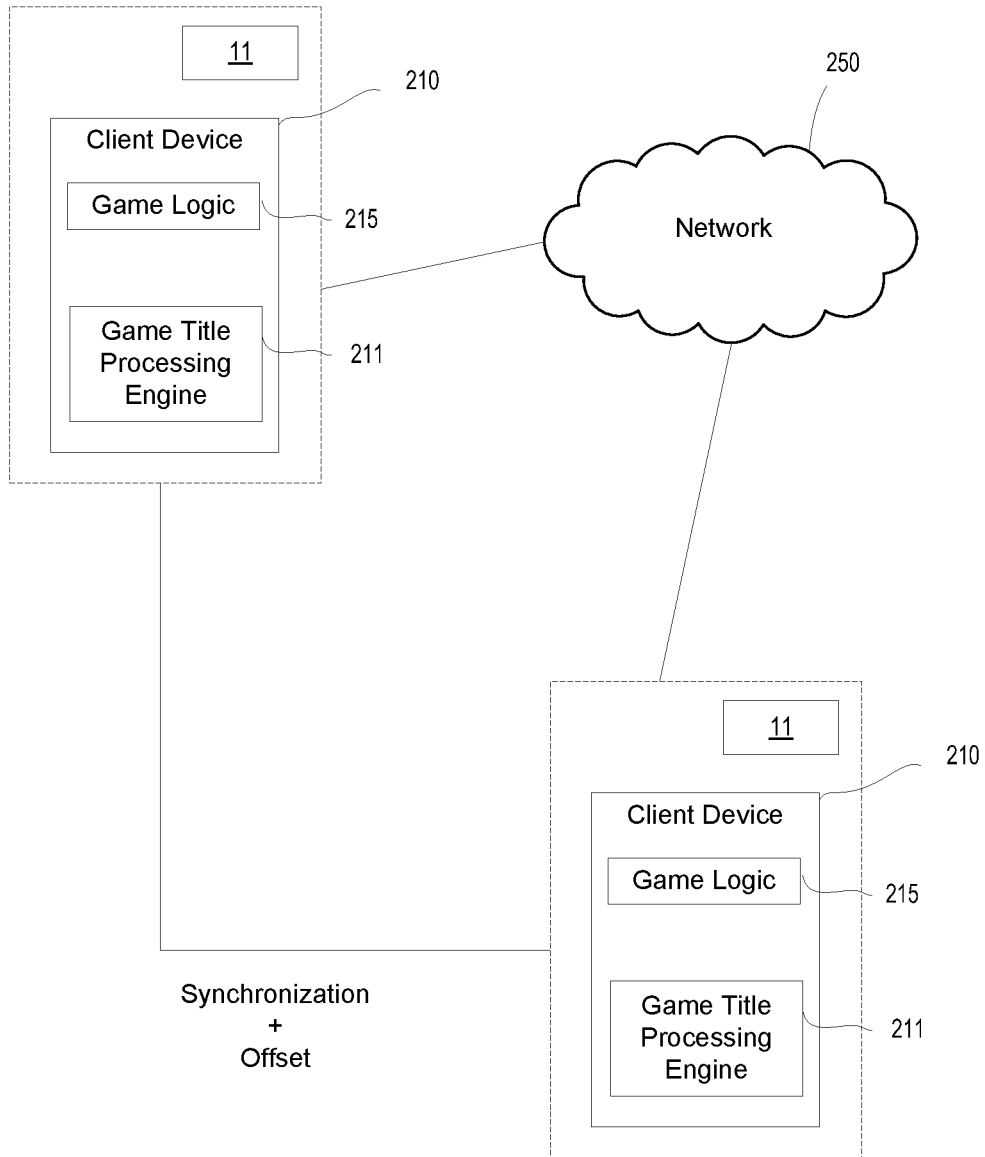 11
210
Client Device
Game Logic
215
Game Title
Processing
Engine
211
250
Network
11
210
Client Device
Game Logic
215
Game Title
Processing
Engine
211
Synchronization
+
Offset